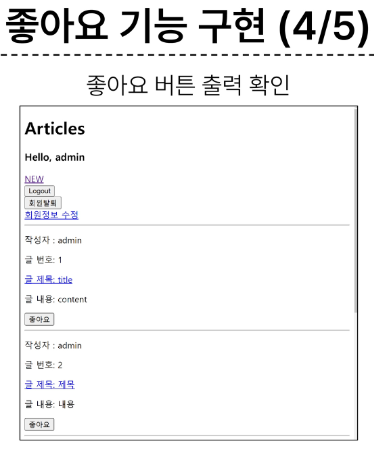 좋아요 기능 구현 (4/5)
좋아요 버튼 출력 확인
Articles
Hello, admin
NEW
Logout
회원탈퇴
회원정보 수정
작성자 : admin
글 번호: 1
글 제목: title
글 내용: content
좋아요
작성자 : admin
글 번호: 2
글 제목: 제목
글 내용: 내용
좋아요